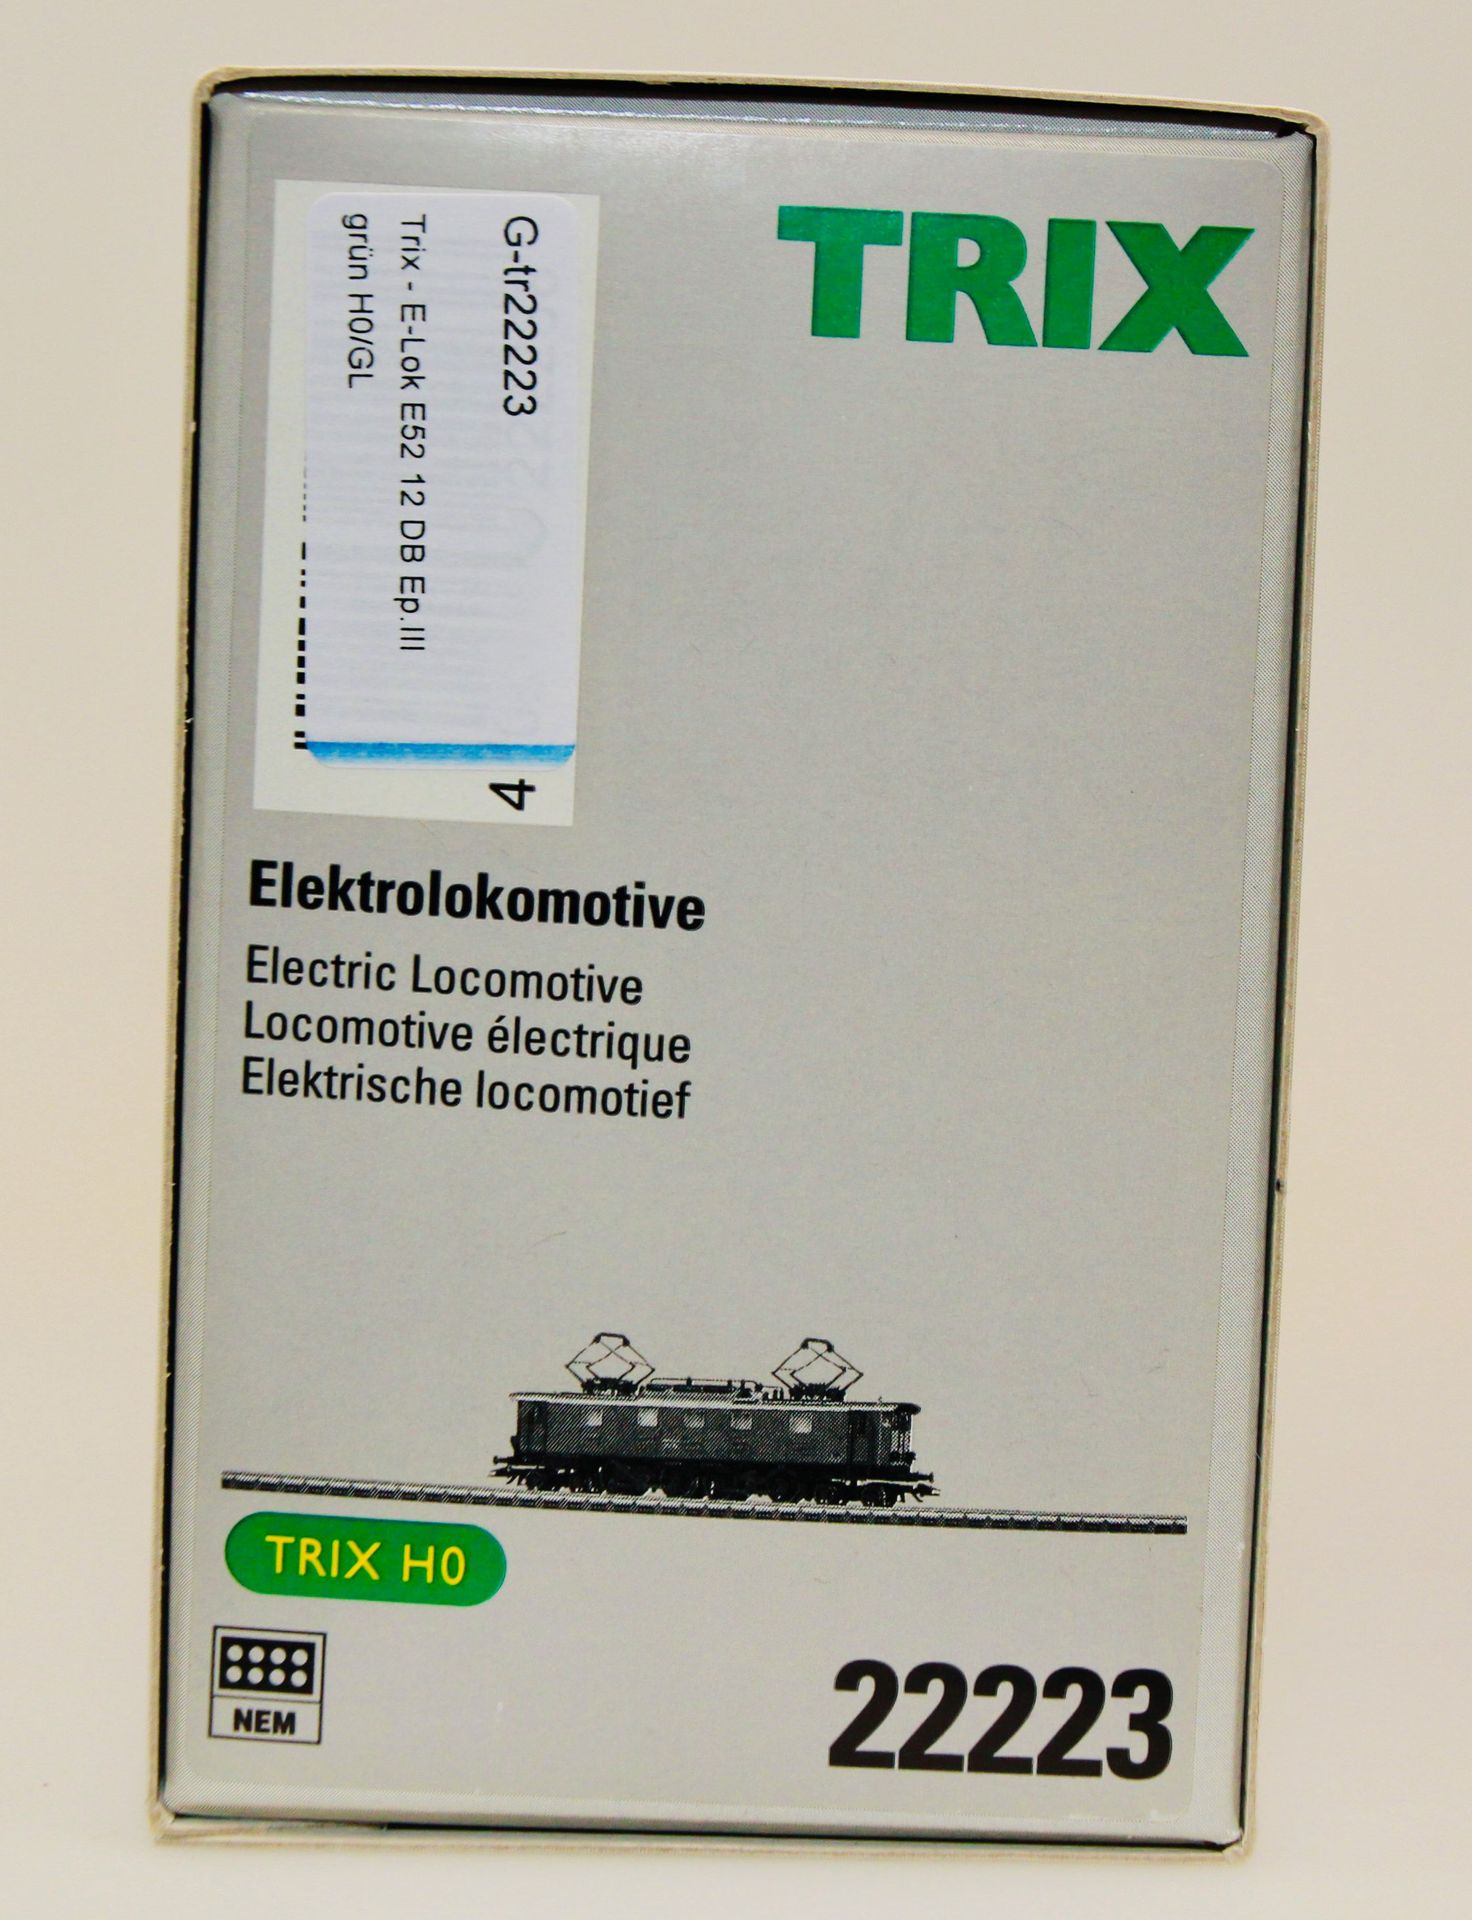 TRIX
G-tr22223
Trix - E-Lok E52 12 DB Ep.III
grün H0/GL
4
Elektrolokomotive
Electric Locomotive
Locomotive électrique
Elektrische locomotief
TRIX H0
NEM
22223